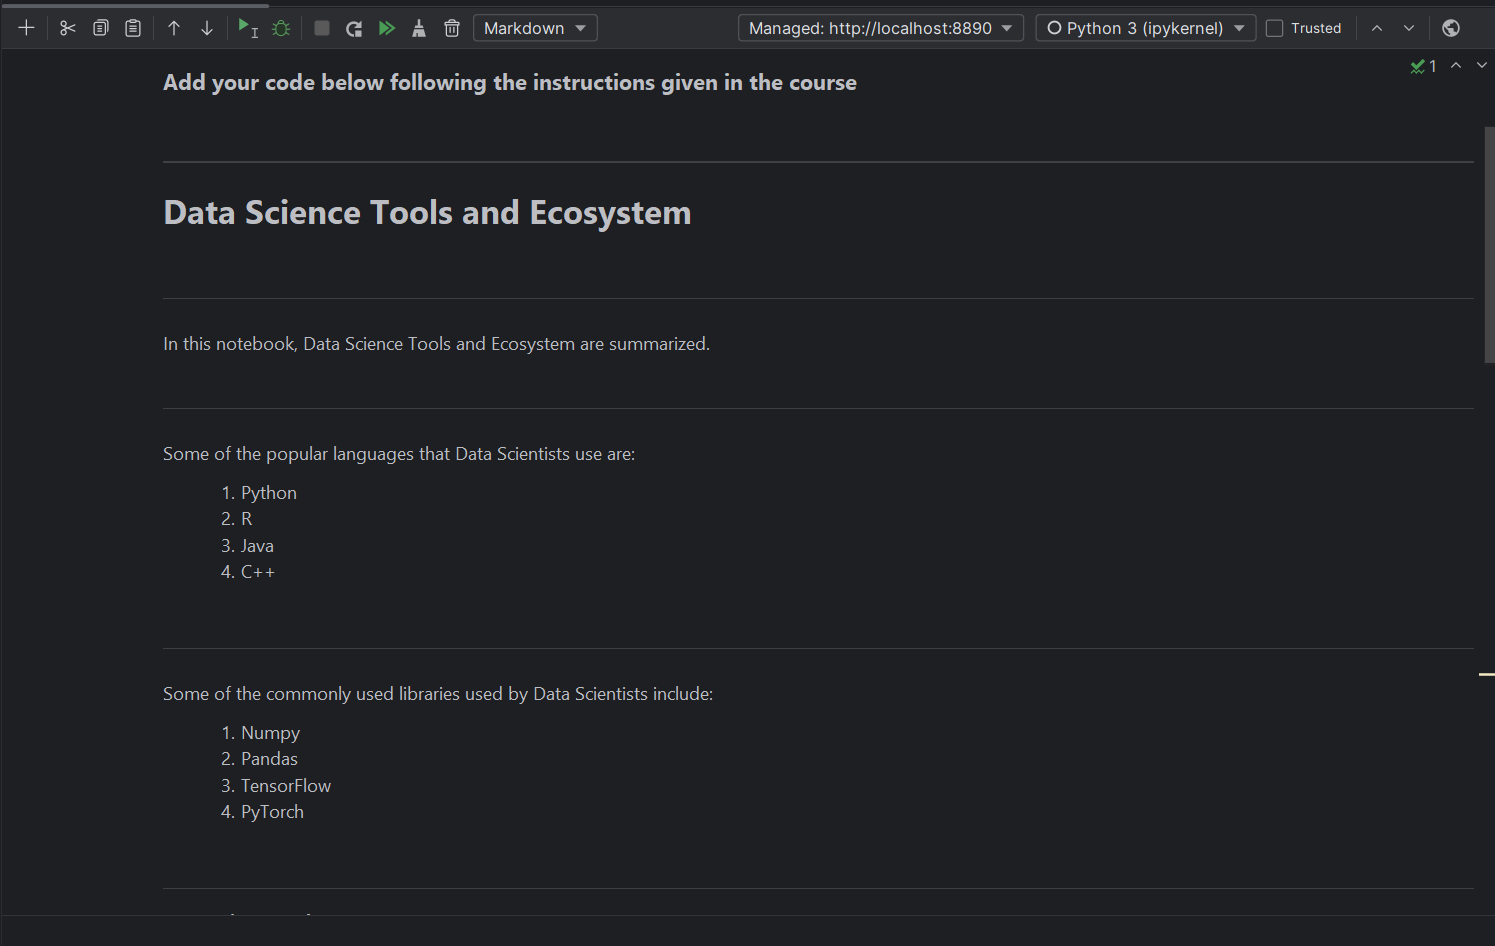 Markdown
Managed: http://localhost:8890
Python 3 (ipykernel)
Trusted
1
Add your code below following the instructions given in the course
Data Science Tools and Ecosystem
In this notebook, Data Science Tools and Ecosystem are summarized.
Some of the popular languages that Data Scientists use are:
1. Python
2. R
3. Java
4. C++
Some of the commonly used libraries used by Data Scientists include:
1. Numpy
2. Pandas
3. TensorFlow
4. PyTorch